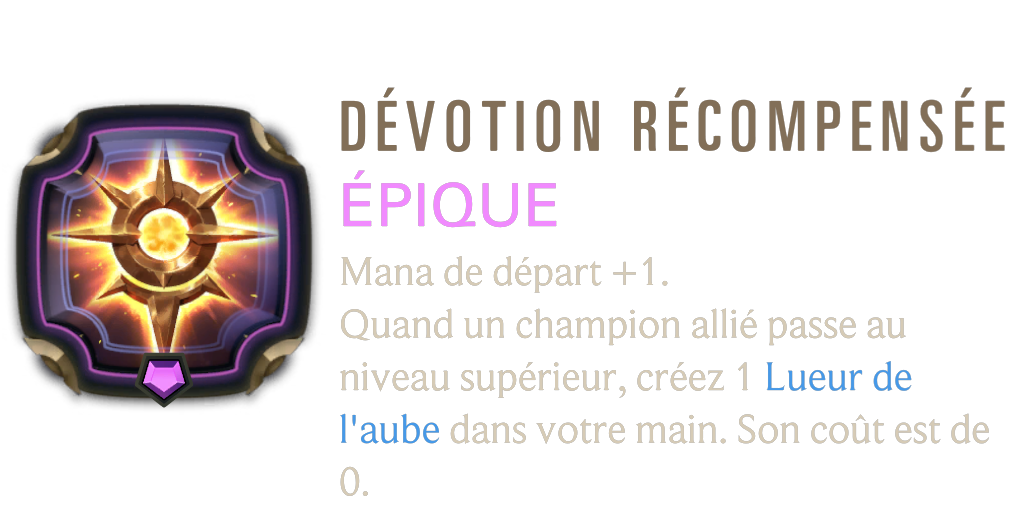 DÉVOTION RÉCOMPENSÉE
ÉPIQUE
Mana de départ +1.
Quand un champion allié passe au
niveau supérieur, créez 1 Lueur de
l'aube dans votre main. Son coût est de
0.